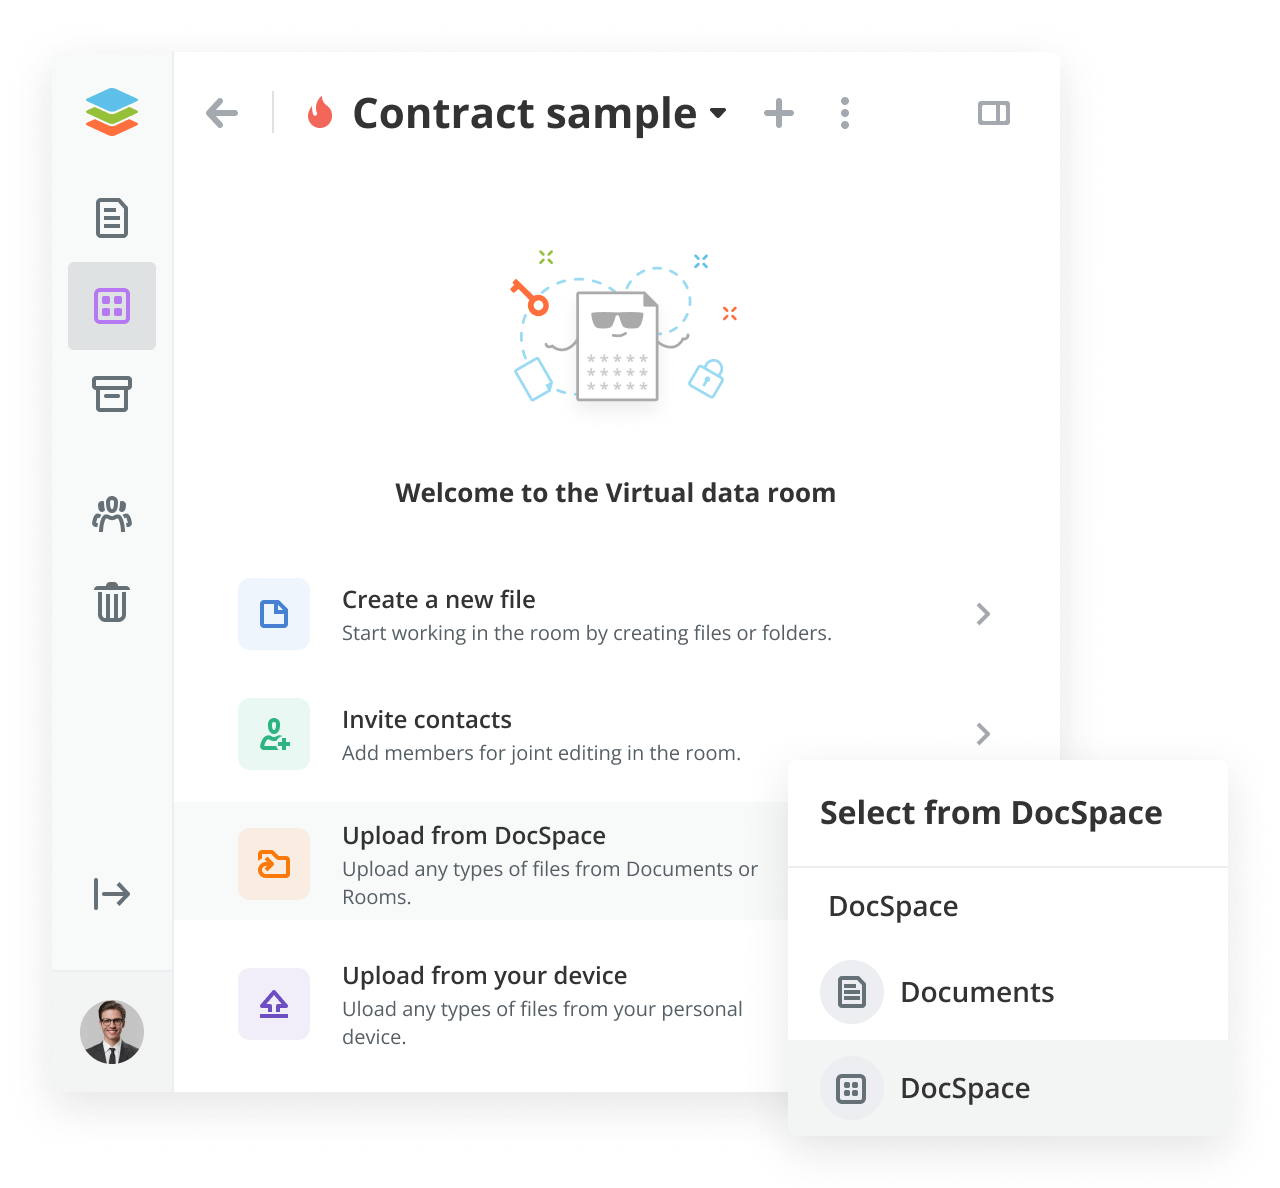 Contract sample
Welcome to the Virtual data room
Create a new file
Start working in the room by creating files or folders.
Invite contacts
Add members for joint editing in the room.
Upload from DocSpace
Upload any types of files from Documents or
Rooms.
Upload from your device
Uload any types of files from your personal
device.
Select from DocSpace
DocSpace
Documents
DocSpace